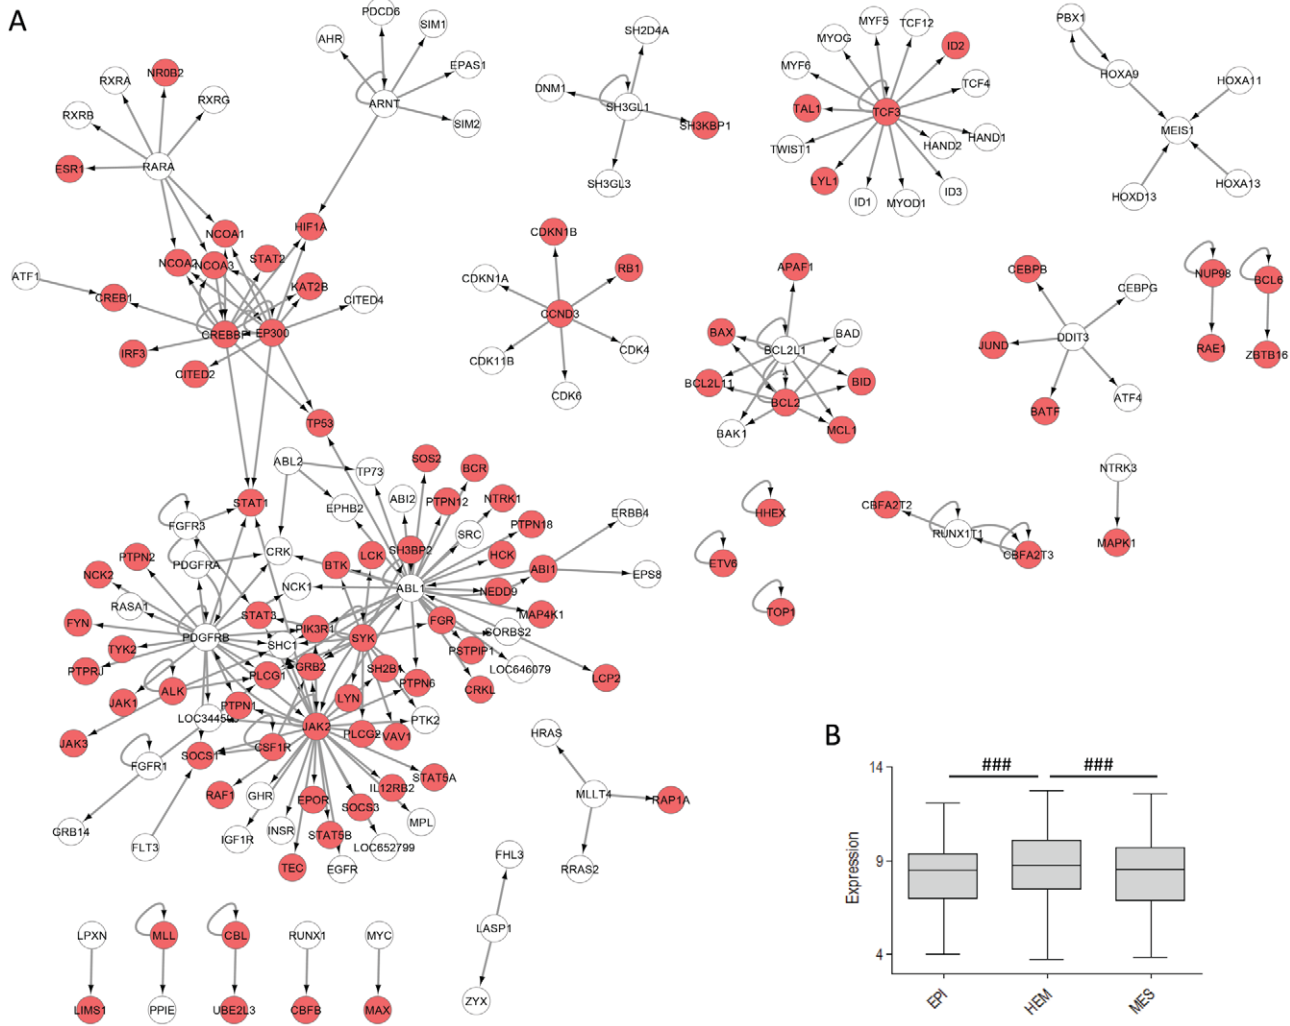 A
PDCD6
SIM1
AHR
EPAS1
ARNT
SIM2
RXRA
NR0B2
RXRG
RXRB
ESR1
RARA
SH2D4A
DNM1
SH3GL1
SH3KBP1
SH3GL3
MYF5
TCF12
MYOG
ID2
MYF6
TCF4
TAL1
TCF3
HAND1
TWIST1
HAND2
LYL1
ID3
ID1
MYOD1
PBX1
HOXA9
HOXA11
MEIS1
HOXD13
HOXA13
NCOA1
HIF1A
NCOA2
NCOA3
STAT2
ATF1
KAT2B
CREB1
CITED4
CREBBP
EP300
IRF3
CITED2
TP53
CDKN1B
CDKN1A
RB1
CCND3
CDK11B
CDK4
CDK6
APAF1
BAX
BCL2L1
BAD
BCL2L11
BID
BCL2
BAK1
MCL1
CEBPB
CEBPG
JUND
DDIT3
BATF
ATF4
NUP98
BCL6
RAE1
ZBTB16
ABL2
TP73
SOS2
BCR
STAT1
EPHB2
ABI2
PTPN12
NTRK1
FGFR3
SRC
PTPN18
ERBB4
PTPN2
PDGFRA
CRK
BTK
LCK
SH3BP2
HCK
NCK2
NCK1
ABL1
ABI1
EPS8
NEDD9
RASA1
STAT3
MAP4K1
FYN
PDGFRB
PIK3R1
SYK
FGR
SORBS2
TYK2
SHC1
PSTPIP1
PTPRJ
PLCG1
GRB2
SH2B1
LOC646079
PTPN6
CRKL
LCP2
JAK1
ALK
PTPN1
LYN
LOC3445
JAK2
PLCG2
VAV1
PTK2
JAK3
SOCS1
CSF1R
FGFR1
STAT5A
RAF1
GHR
EPOR
IL12RB2
SOCS3
MPL
GRB14
FLT3
IGF1R
INSR
STAT5B
LOC652799
TEC
EGFR
HHEX
ETV6
TOP1
CBFA2T2
RUNX1T1
CBFA2T3
NTRK3
MAPK1
HRAS
MLLT4
RAP1A
RRAS2
FHL3
LASP1
ZYX
LPXN
MLL
CBL
RUNX1
MYC
LIMS1
PPIE
UBE2L3
CBFB
MAX
B
###
###
14
9
4
Expression
EPI
HEM
MES